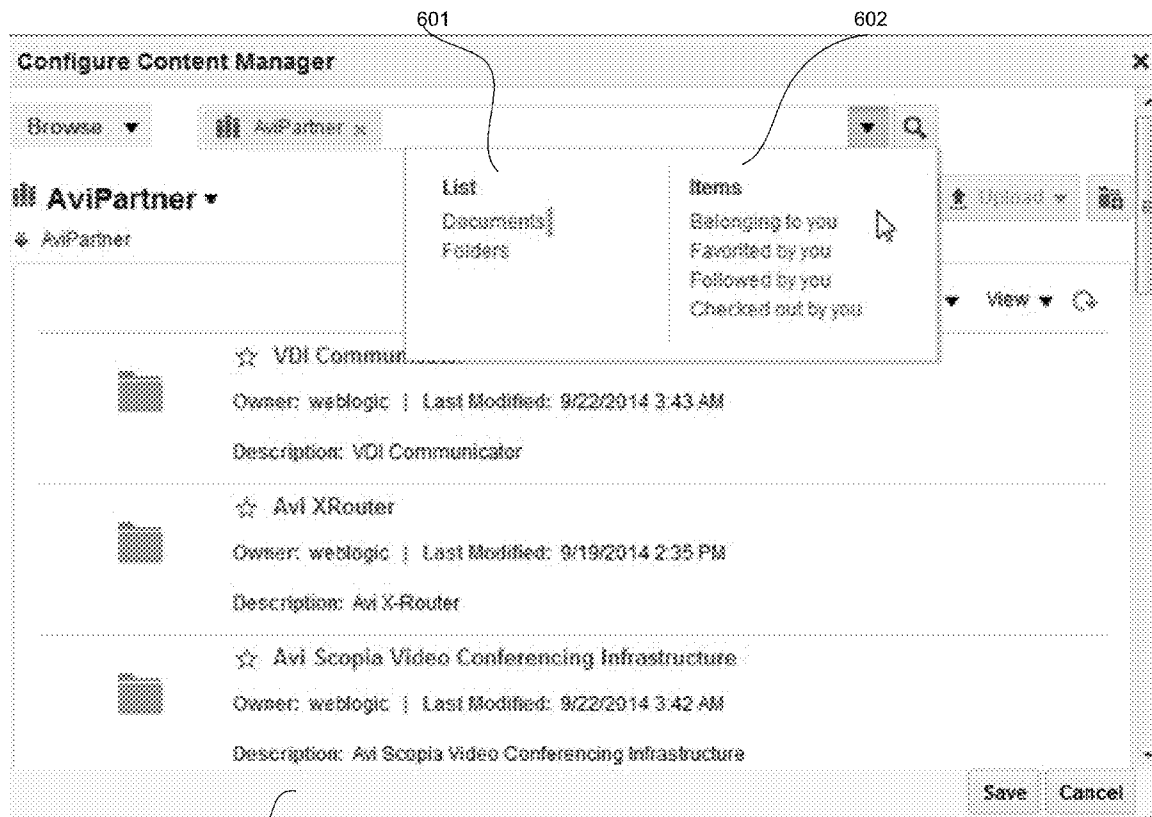 601 602
Configure Content Manager ×
Browse ▼ AviPartner × ▼
AviPartner ▼ Upload ▼
AviPartner
List Items
Documents Belonging to you
Folders Favorited by you
Followed by you
Checked out by you
▼ View ▼
VDI Communicator
Owner: weblogic | Last Modified: 9/22/2014 3:43 AM
Description: VDI Communicator
Avi XRouter
Owner: weblogic | Last Modified: 9/19/2014 2:35 PM
Description: Avi X-Router
Avi Scopia Video Conferencing Infrastructure
Owner: weblogic | Last Modified: 9/22/2014 3:42 AM
Description: Avi Scopia Video Conferencing Infrastructure
Save Cancel